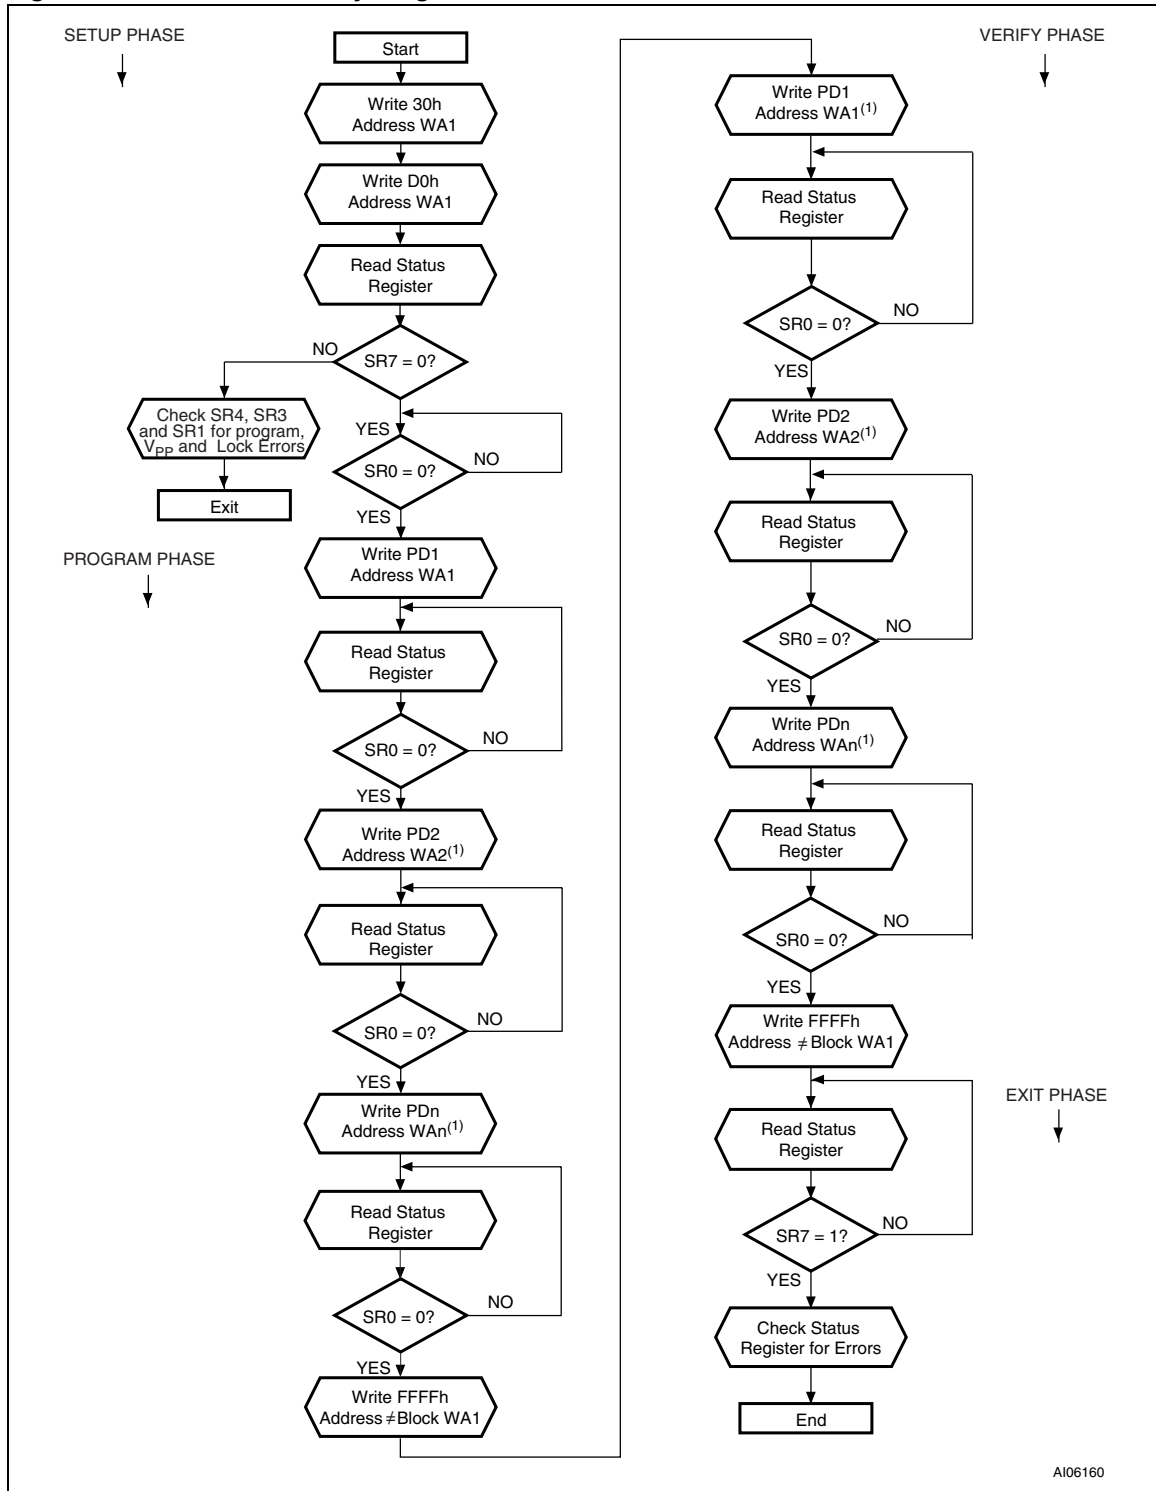 SETUP PHASE
Start
Write 30h
Address WA1
Write D0h
Address WA1
Read Status
Register
NO
SR7 = 0?
Check SR4, SR3
and SR1 for program,
VPP and Lock Errors
Exit
YES
SR0 = 0?
NO
YES
PROGRAM PHASE
Write PD1
Address WA1
Read Status
Register
SR0 = 0?
NO
YES
Write PD2
Address WA2(1)
Read Status
Register
SR0 = 0?
NO
YES
Write PDn
Address WAn(1)
Read Status
Register
SR0 = 0?
NO
YES
Write FFFFh
Address ≠Block WA1
VERIFY PHASE
Write PD1
Address WA1(1)
Read Status
Register
SR0 = 0?
NO
YES
Write PD2
Address WA2(1)
Read Status
Register
SR0 = 0?
NO
YES
Write PDn
Address WAn(1)
Read Status
Register
SR0 = 0?
NO
YES
Write FFFFh
Address ≠ Block WA1
EXIT PHASE
Read Status
Register
SR7 = 1?
NO
YES
Check Status
Register for Errors
End
AI06160